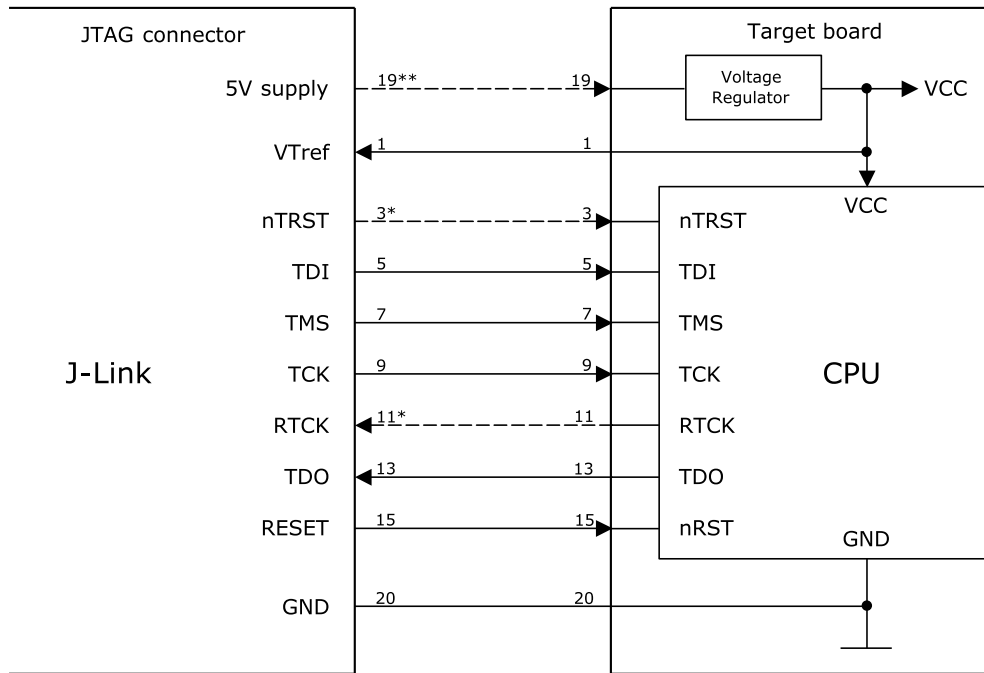 JTAG connector
Target board
5V supply 19** 19 Voltage Regulator VCC
VTref 1 1
VCC
nTRST 3* 3 nTRST
TDI 5 5 TDI
TMS 7 7 TMS
J-Link TCK 9 9 TCK CPU
RTCK 11* 11 RTCK
TDO 13 13 TDO
RESET 15 15 nRST
GND
GND 20 20